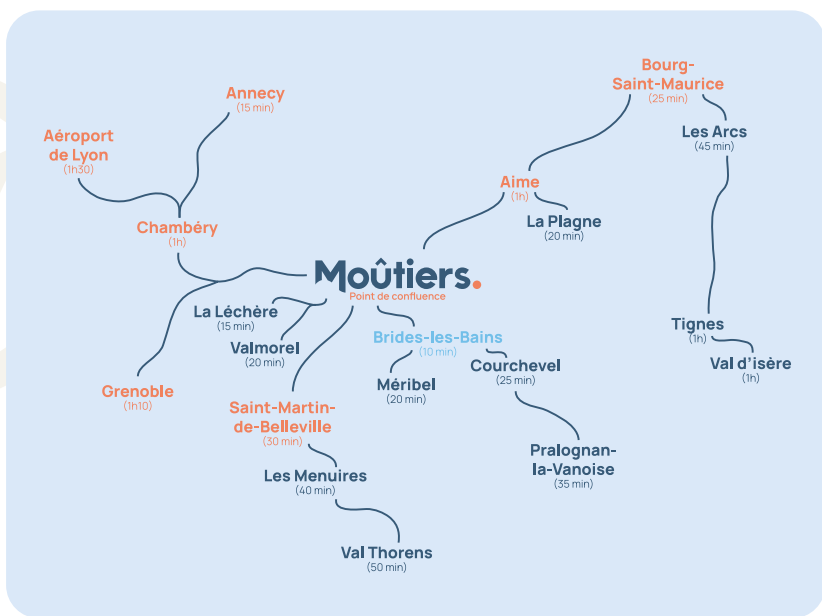 Bourg-
Saint-Maurice
(25 min)
Annecy
(15 min)
Les Arcs
(45 min)
Aéroport
de Lyon
(1h30)
Aime
(1h)
La Plagne
(20 min)
Chambéry
(1h)
Moûtiers.
Point de confluence
La Léchère
(15 min)
Valmorel
(20 min)
Brides-les-Bains
(10 min)
Tignes
(1h)
Val d'isère
(1h)
Courchevel
(25 min)
Méribel
(20 min)
Grenoble
(1h10)
Saint-Martin-
de-Belleville
(30 min)
Pralognan-
la-Vanoise
(35 min)
Les Menuires
(40 min)
Val Thorens
(50 min)